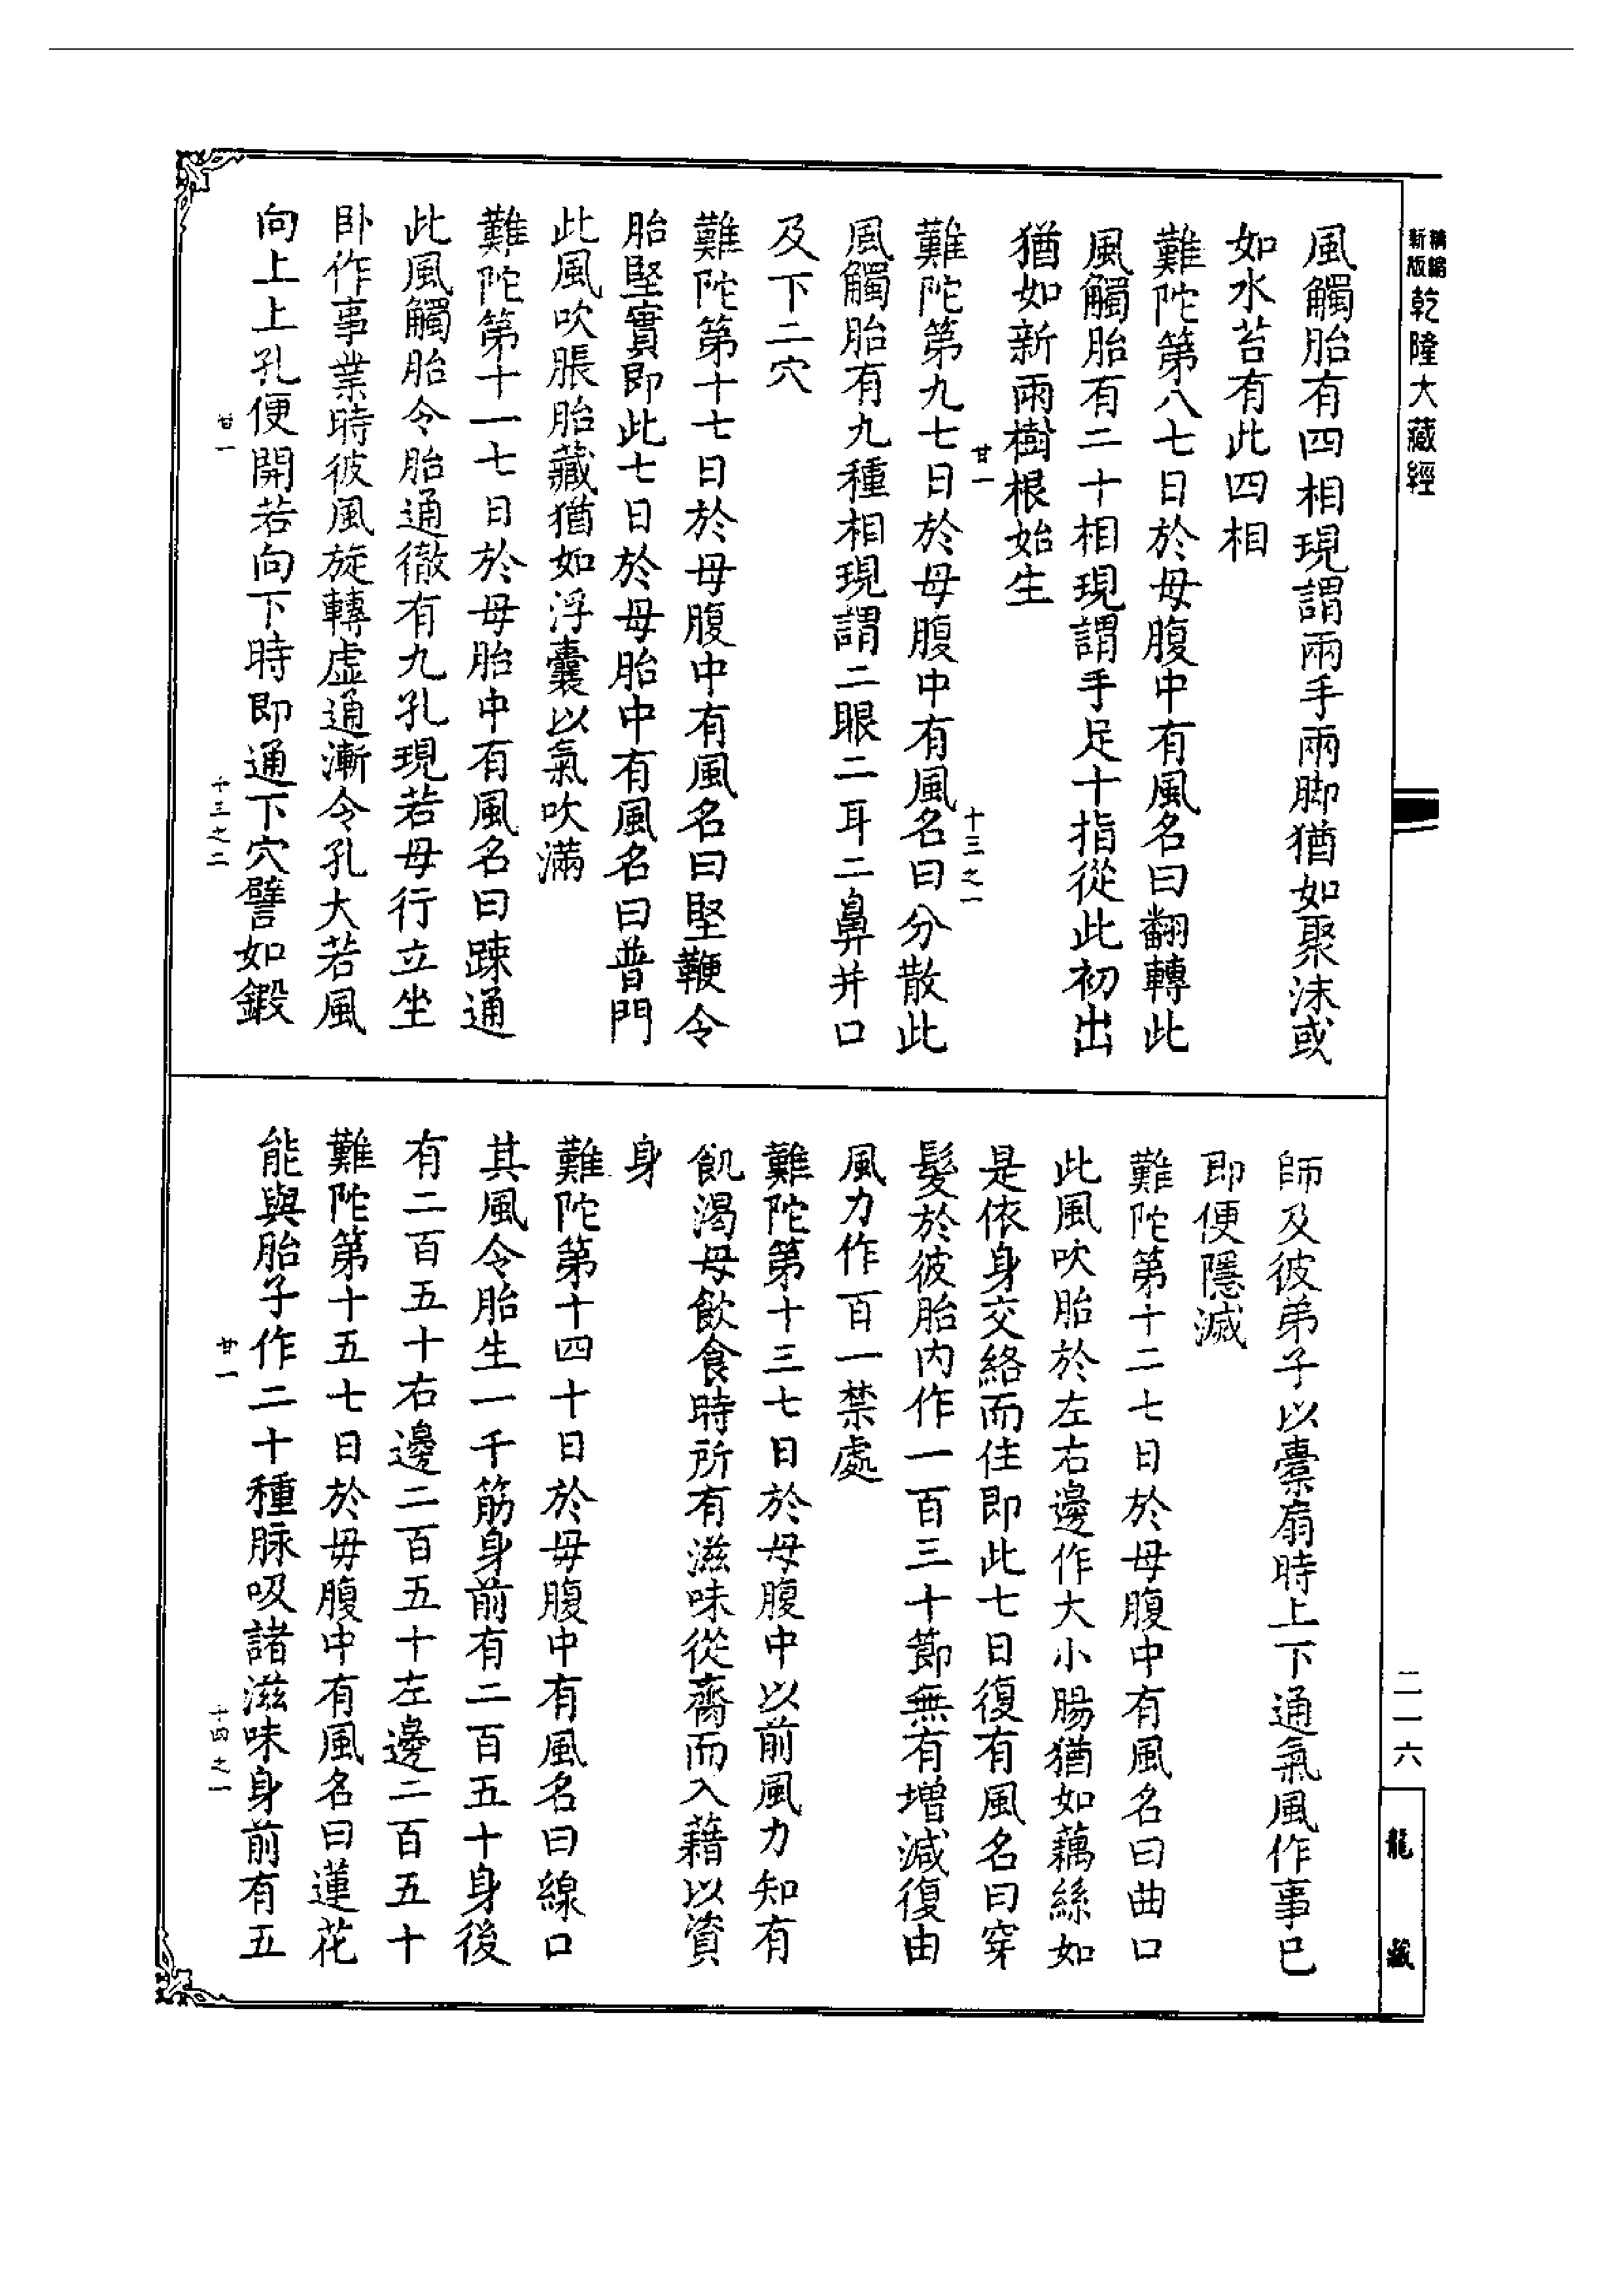 精縮新版乾隆大藏經
風觸胎有四相現謂兩手兩脚猶如聚沫或
如水苔有此四相
難陀第八七日於母腹中有風名曰翻轉此
風觸胎有二十相現謂手足十指從此初出
猶如新雨樹根始生
廿一 十三之一
難陀第九七日於母腹中有風名曰分散此
風觸胎有九種相現謂二眼二耳二鼻并口
及下二穴
難陀第十七日於母腹中有風名曰堅鞕令
胎堅實即此七日於母胎中有風名曰普門
此風吹脹胎藏猶如浮囊以氣吹滿
難陀第十一七日於母胎中有風名曰踈通
此風觸胎令胎通徹有九孔現若母行立坐
卧作事業時彼風旋轉虛通漸令孔大若風
向上上孔便開若向下時即通下穴譬如鍛
廿一 十三之二
師及彼弟子以橐扇時上下通氣風作事已
即便隱滅
難陀第十二七日於母腹中有風名曰曲口
此風吹胎於左右邊作大小腸猶如藕絲如
是依身交絡而住即此七日復有風名曰穿
髮於彼胎內作一百三十節無有增減復由
風力作百一禁處
難陀第十三七日於母腹中以前風力知有
飢渴母飲食時所有滋味從齋而入藉以資
身
難陀第十四十日於母腹中有風名曰線口
其風令胎生一千筋身前有二百五十身後
有二百五十右邊二百五十左邊二百五十
難陀第十五七日於母腹中有風名曰蓮花
能與胎子作二十種脉吸諸滋味身前有五
廿一 十四之一
二一六
龍藏